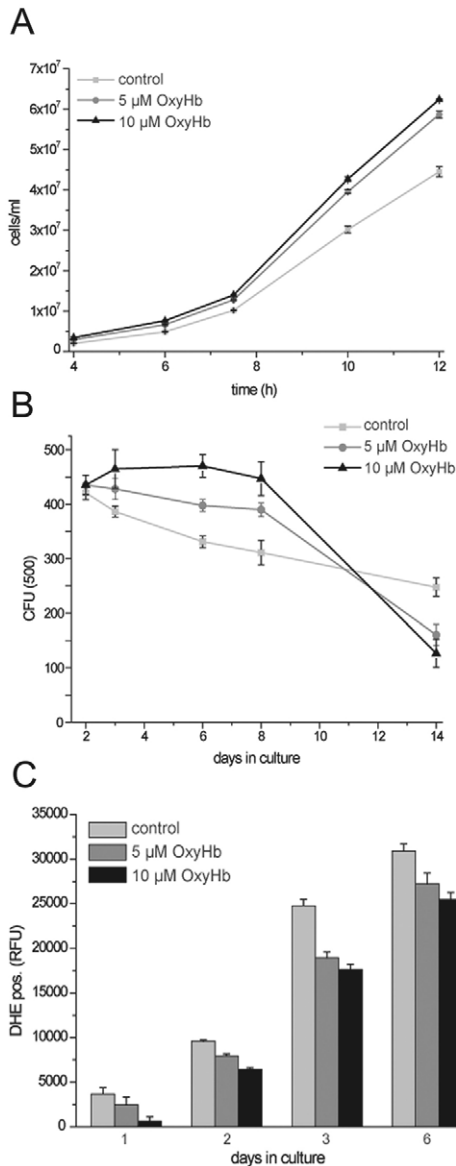 A
control
5 µM OxyHb
10 µM OxyHb
7x10⁷
6x10⁷
5x10⁷
4x10⁷
3x10⁷
2x10⁷
1x10⁷
0
cells/ml
4 6 8 10 12
time (h)
B
control
5 µM OxyHb
10 µM OxyHb
500
400
300
200
100
0
CFU (500)
2 4 6 8 10 12 14
days in culture
C
control
5 µM OxyHb
10 µM OxyHb
35000
30000
25000
20000
15000
10000
5000
0
DHE pos. (RFU)
1 2 3 6
days in culture